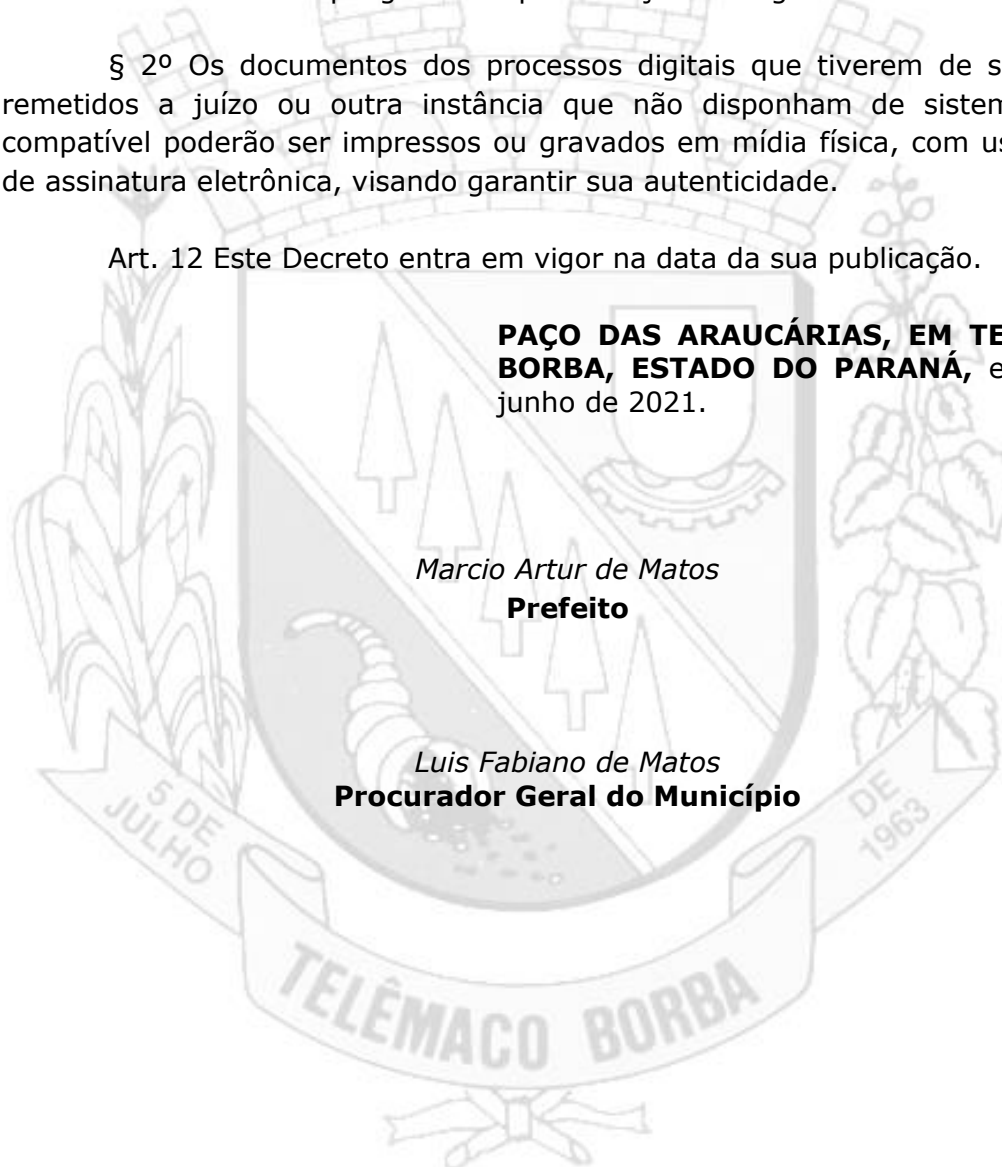 § 2º Os documentos dos processos digitais que tiverem de s
remetidos a juízo ou outra instância que não disponham de sistem
compatível poderão ser impressos ou gravados em mídia física, com us
de assinatura eletrônica, visando garantir sua autenticidade.
Art. 12 Este Decreto entra em vigor na data da sua publicação.
PAÇO DAS ARAUCÁRIAS, EM TE
BORBA, ESTADO DO PARANÁ, e
junho de 2021.
Marcio Artur de Matos
Prefeito
Luis Fabiano de Matos
Procurador Geral do Município
5 DE
JULHO
DE
1963
TELÊMACO BORBA